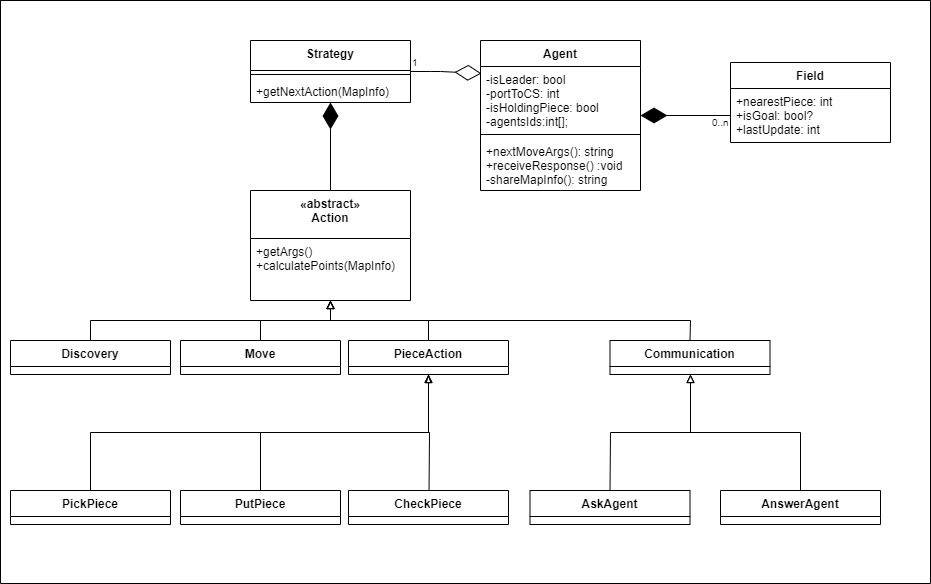 Strategy
+getNextAction(MapInfo)
1
Agent
-isLeader: bool
-portToCS: int
-isHoldingPiece: bool
-agentsIds:int[];
+nextMoveArgs(): string
+receiveResponse() :void
-shareMapInfo(): string
0..n
Field
+nearestPiece: int
+isGoal: bool?
+lastUpdate: int
«abstract»
Action
+getArgs()
+calculatePoints(MapInfo)
Discovery
Move
PieceAction
Communication
PickPiece
PutPiece
CheckPiece
AskAgent
AnswerAgent